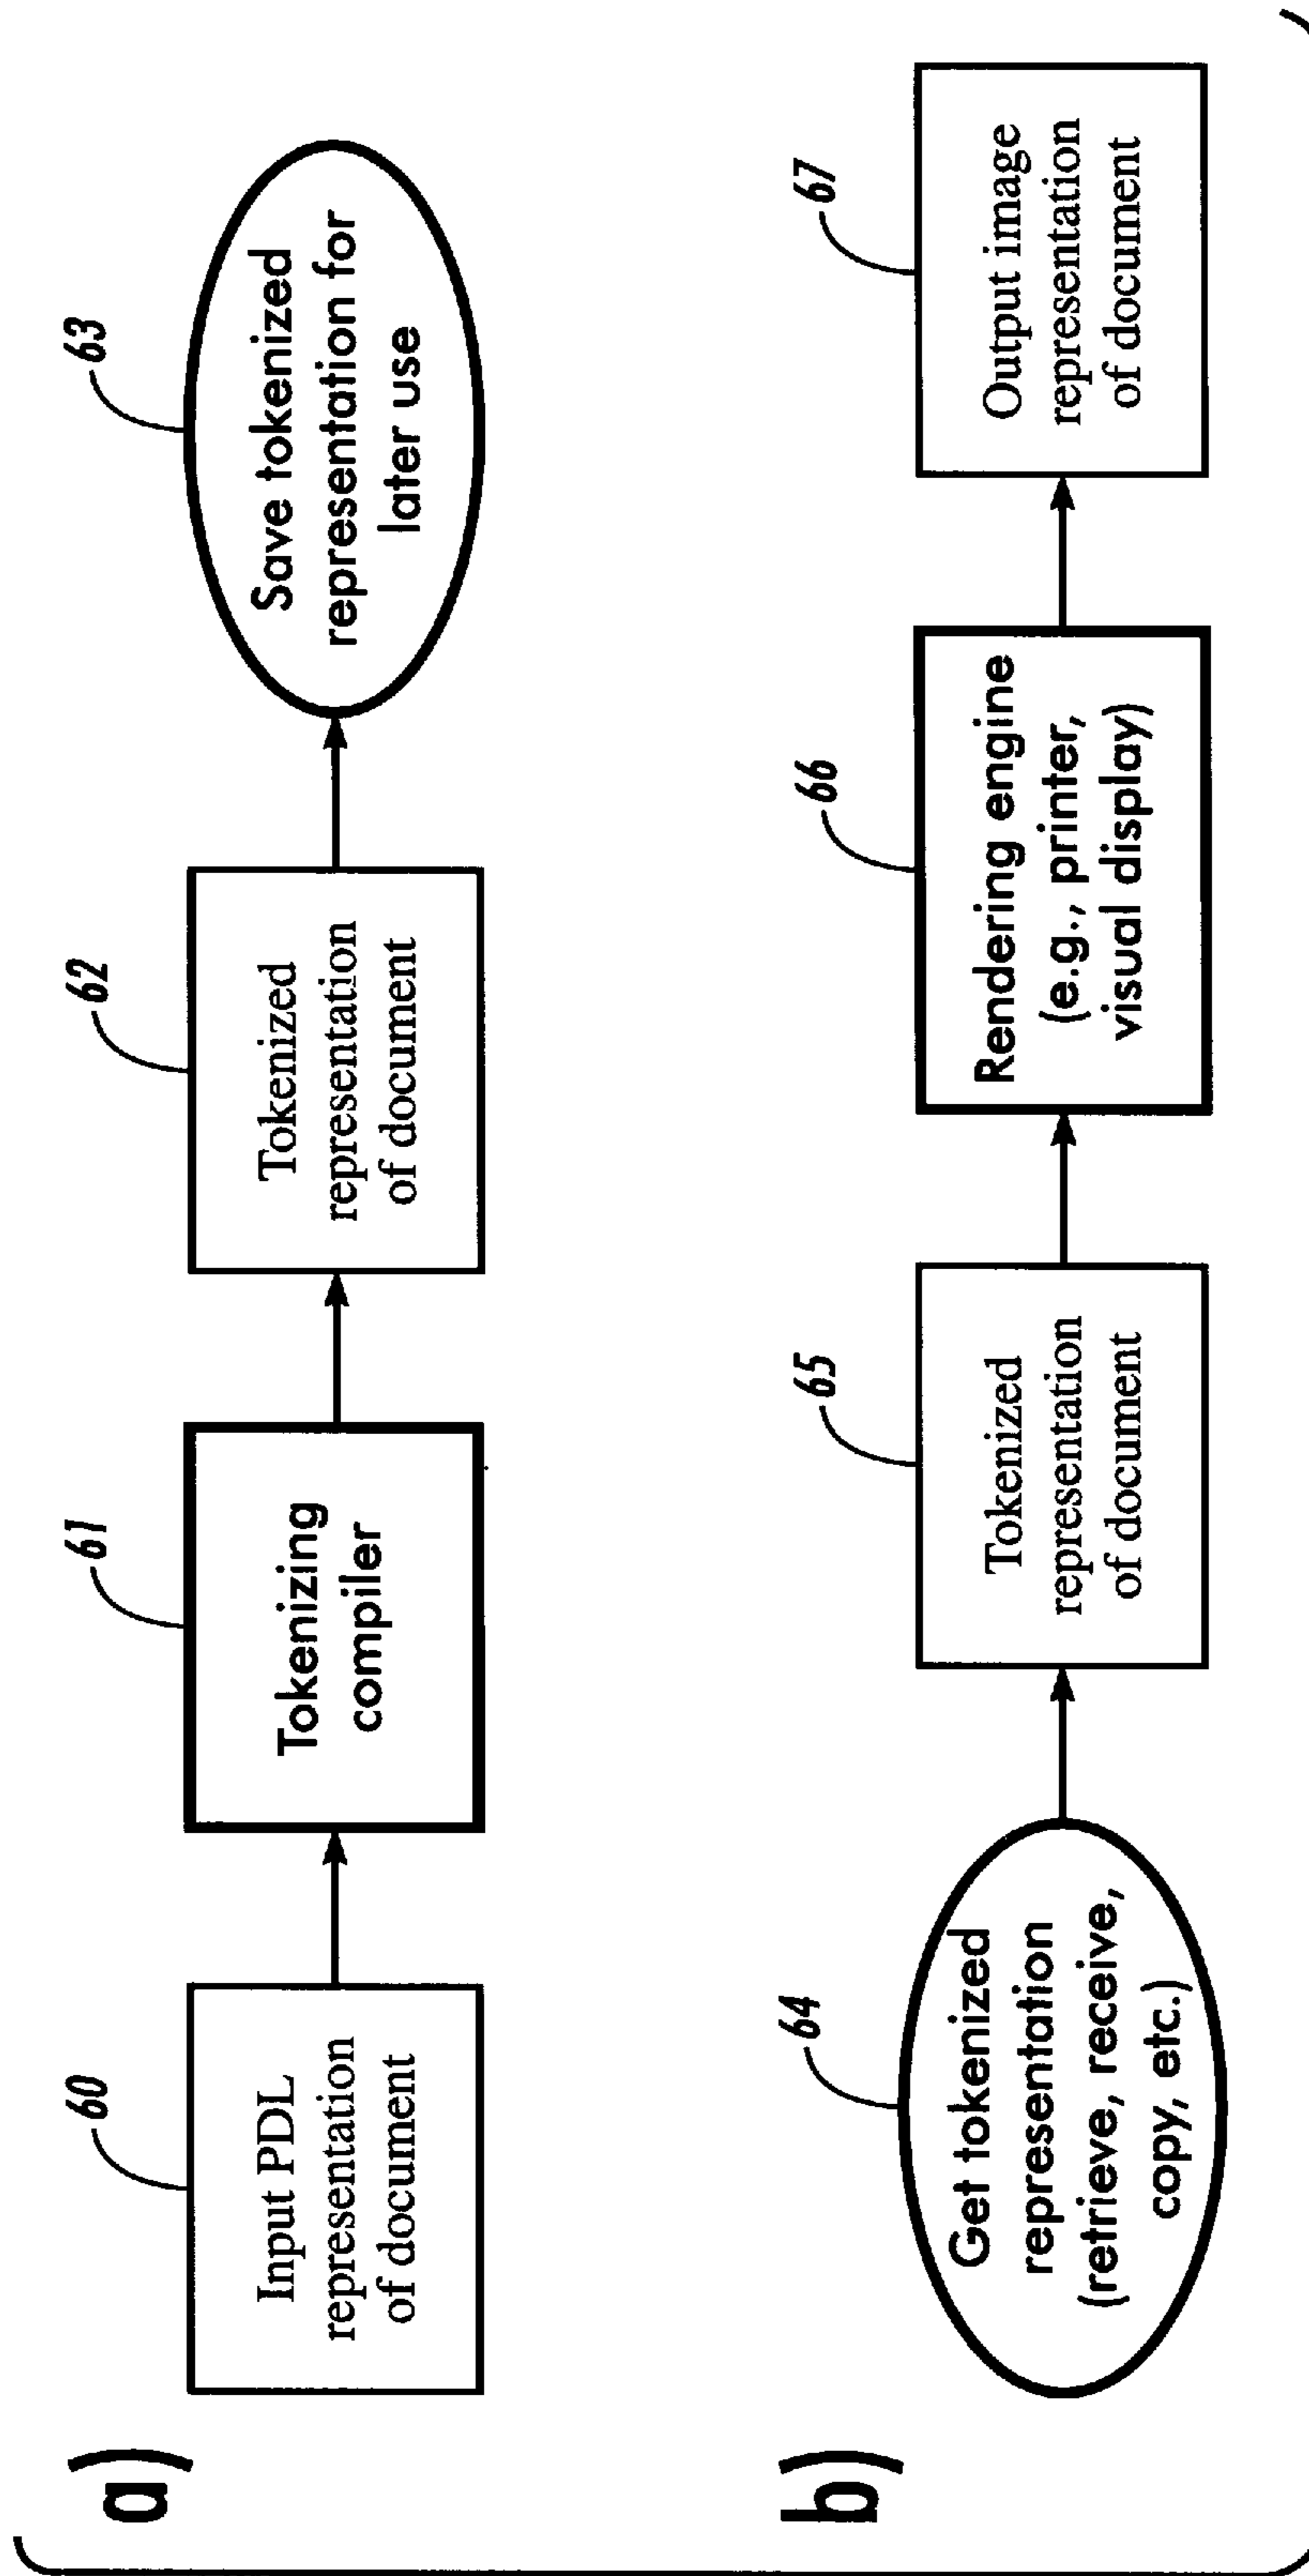 a)
60
Input PDL
representation
of document
61
Tokenizing
compiler
62
Tokenized
representation
of document
63
Save tokenized
representation for
later use
b)
64
Get tokenized
representation
(retrieve, receive,
copy, etc.)
65
Tokenized
representation
of document
66
Rendering engine
(e.g., printer,
visual display)
67
Output image
representation
of document